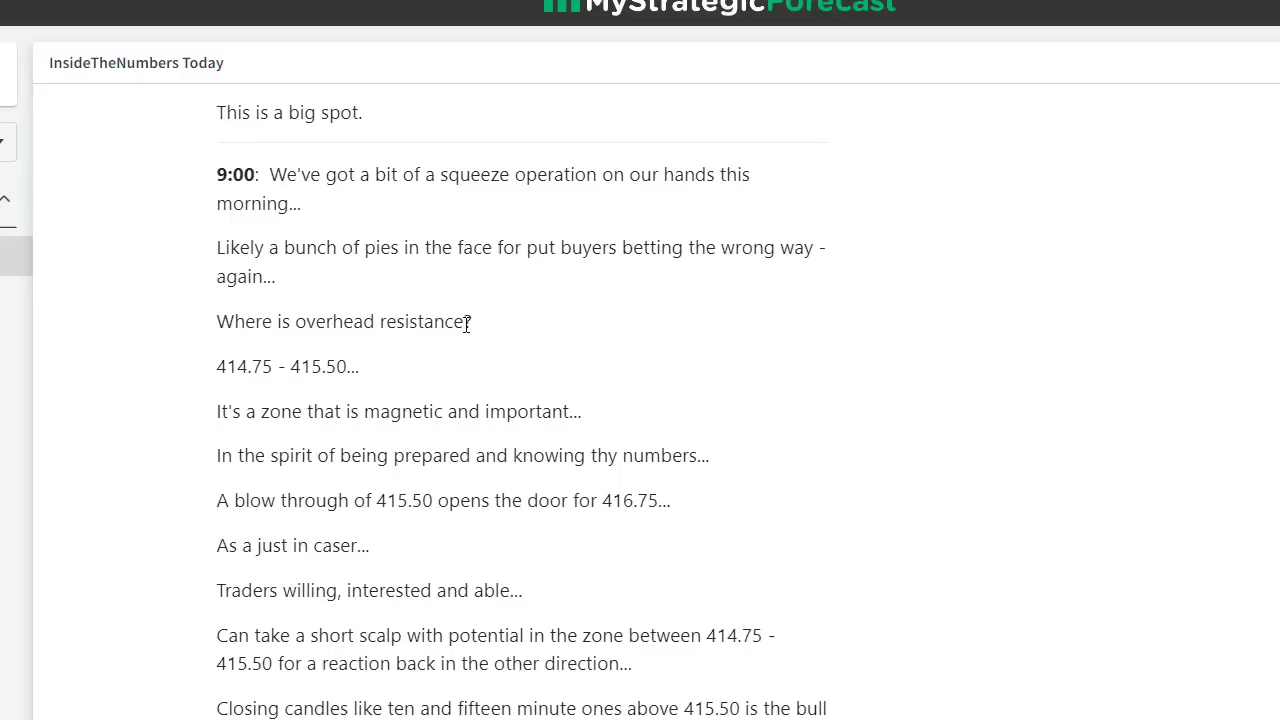 MyStrategicForeCast
InsideTheNumbers Today
This is a big spot.
9:00:  We've got a bit of a squeeze operation on our hands this
morning...
Likely a bunch of pies in the face for put buyers betting the wrong way -
again...
Where is overhead resistance?
414.75 - 415.50...
It's a zone that is magnetic and important...
In the spirit of being prepared and knowing thy numbers...
A blow through of 415.50 opens the door for 416.75...
As a just in caser...
Traders willing, interested and able...
Can take a short scalp with potential in the zone between 414.75 -
415.50 for a reaction back in the other direction...
Closing candles like ten and fifteen minute ones above 415.50 is the bull